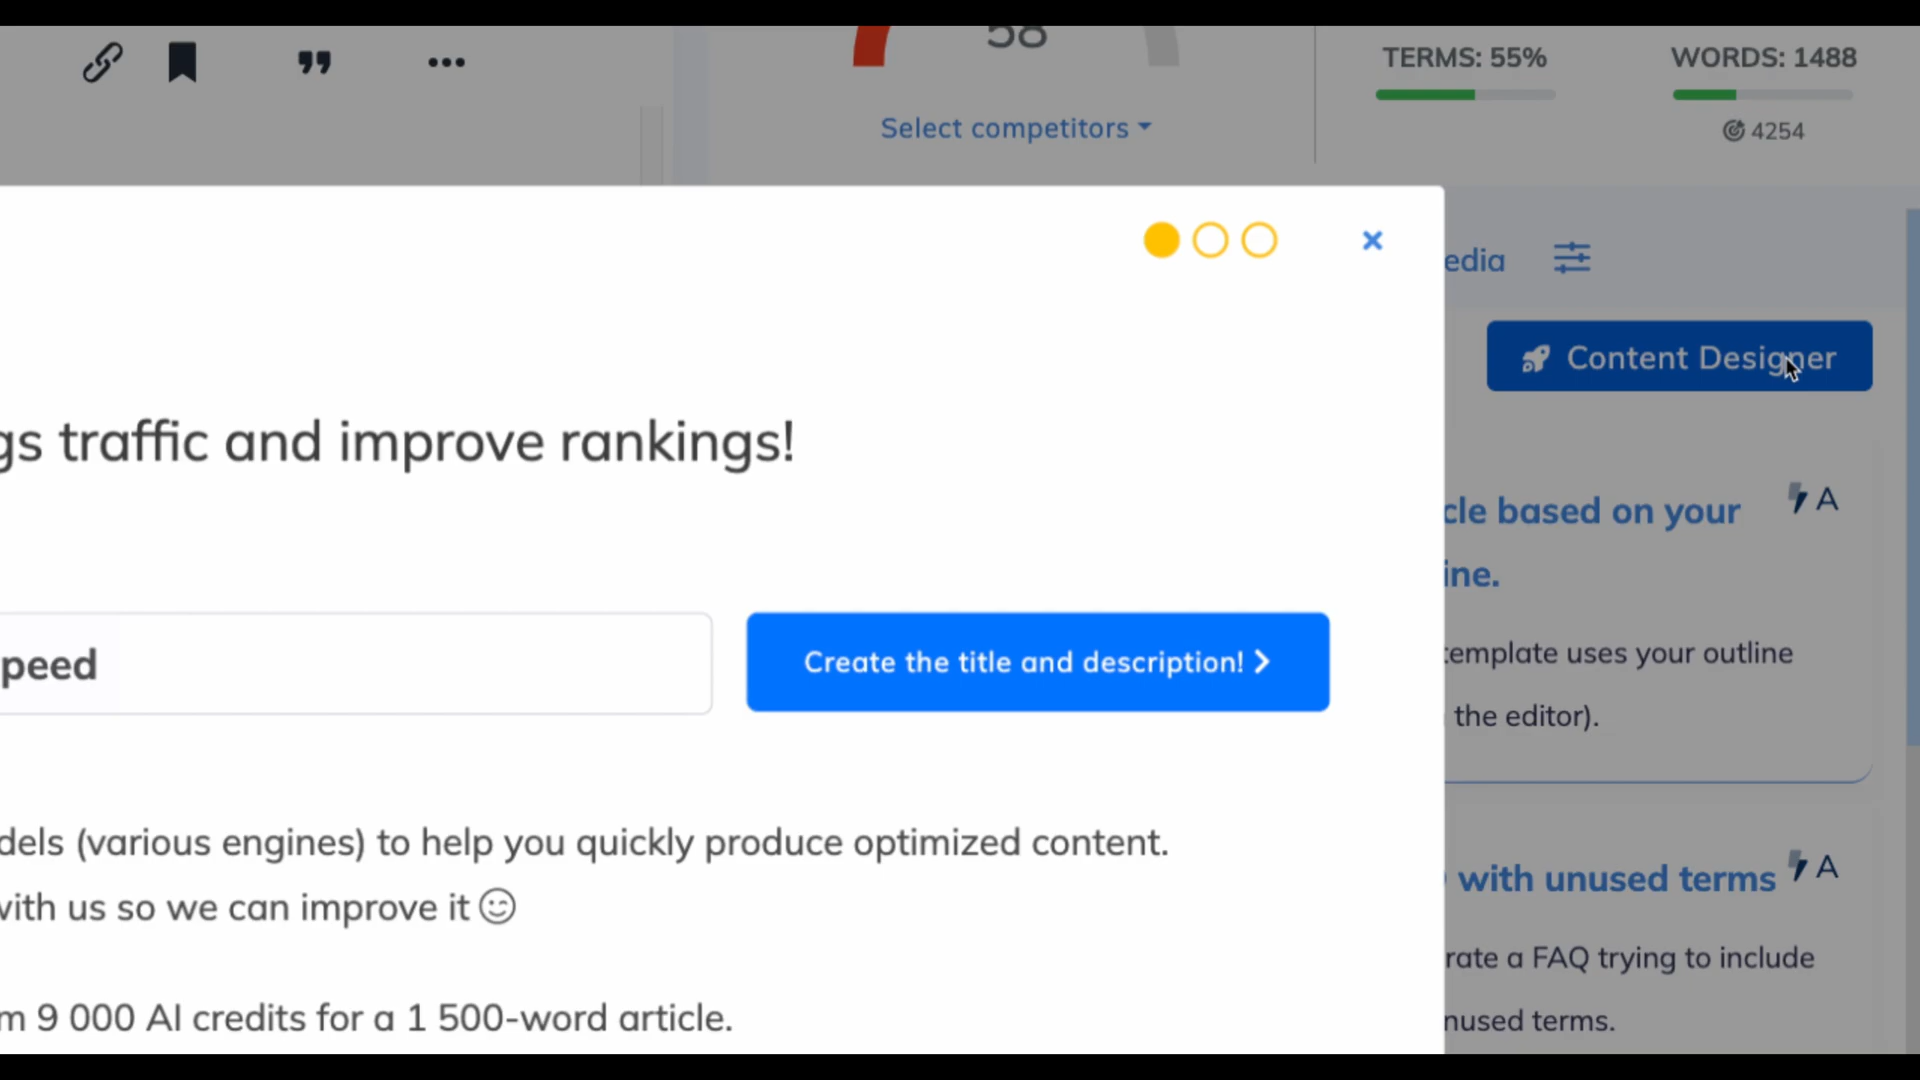 58
TERMS: 55%
WORDS: 1488
Select competitors
4254
edia
Content Designer
gs traffic and improve rankings!
cle based on your
A
ine.
peed
Create the title and description!
template uses your outline
the editor).
dels (various engines) to help you quickly produce optimized content.
with us so we can improve it
with unused terms
A
rate a FAQ trying to include
m 9 000 AI credits for a 1 500-word article.
nused terms.